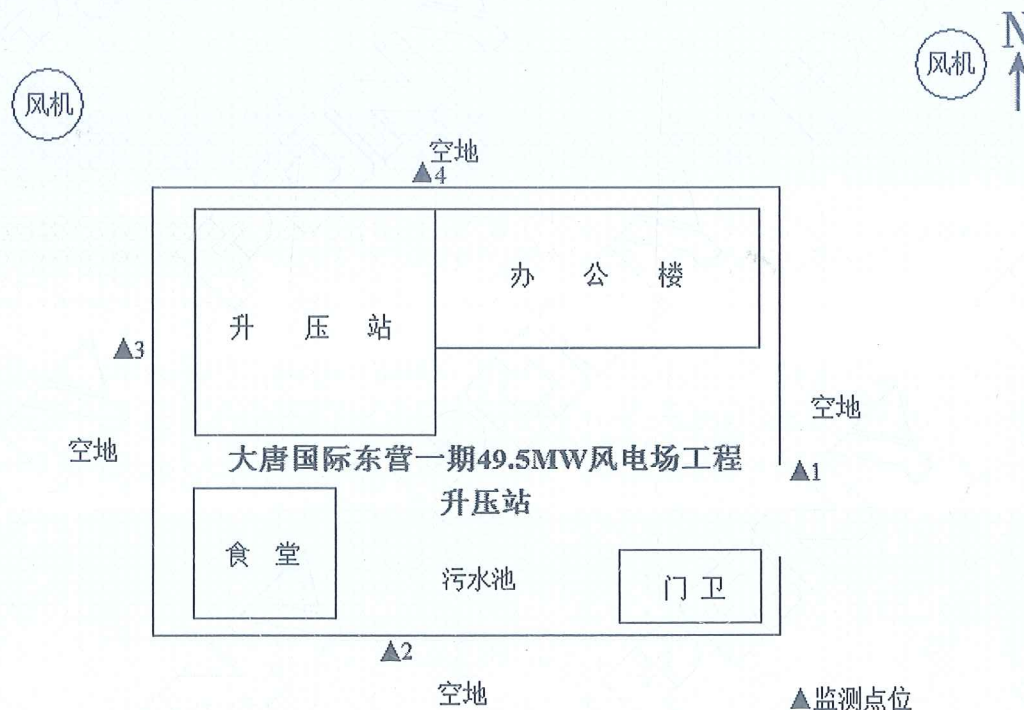 N
风机
风机
空地
▲4
办 公 楼
升 压 站
▲3
空地
空地
大唐国际东营一期49.5MW风电场工程
升压站
▲1
食 堂
污水池
门 卫
▲2
空地
▲监测点位